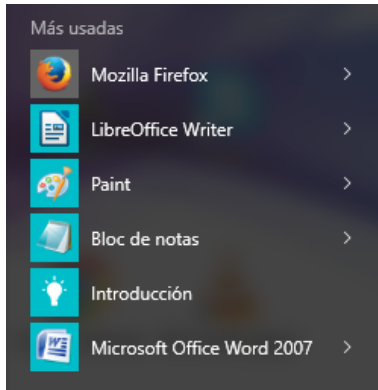 Más usadas
Mozilla Firefox
LibreOffice Writer
Paint
Bloc de notas
Introducción
Microsoft Office Word 2007